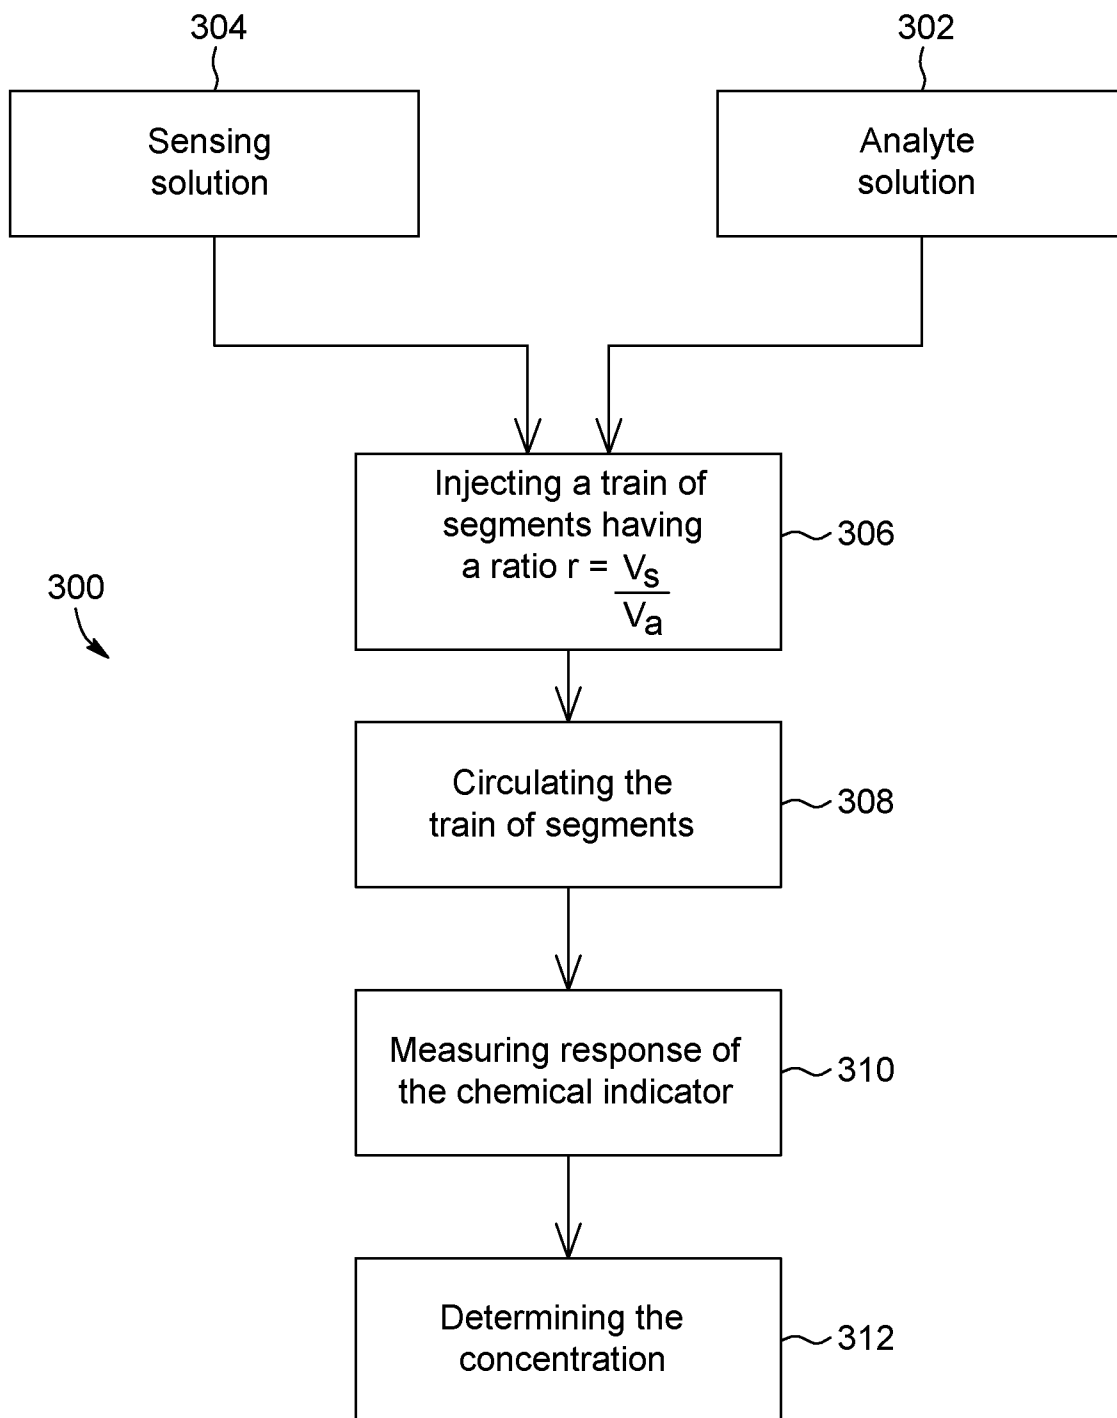 304
302
Sensing
solution
Analyte
solution
Injecting a train of
segments having
a ratio r = Vs
Va
306
300
Circulating the
train of segments
308
Measuring response of
the chemical indicator
310
Determining the
concentration
312